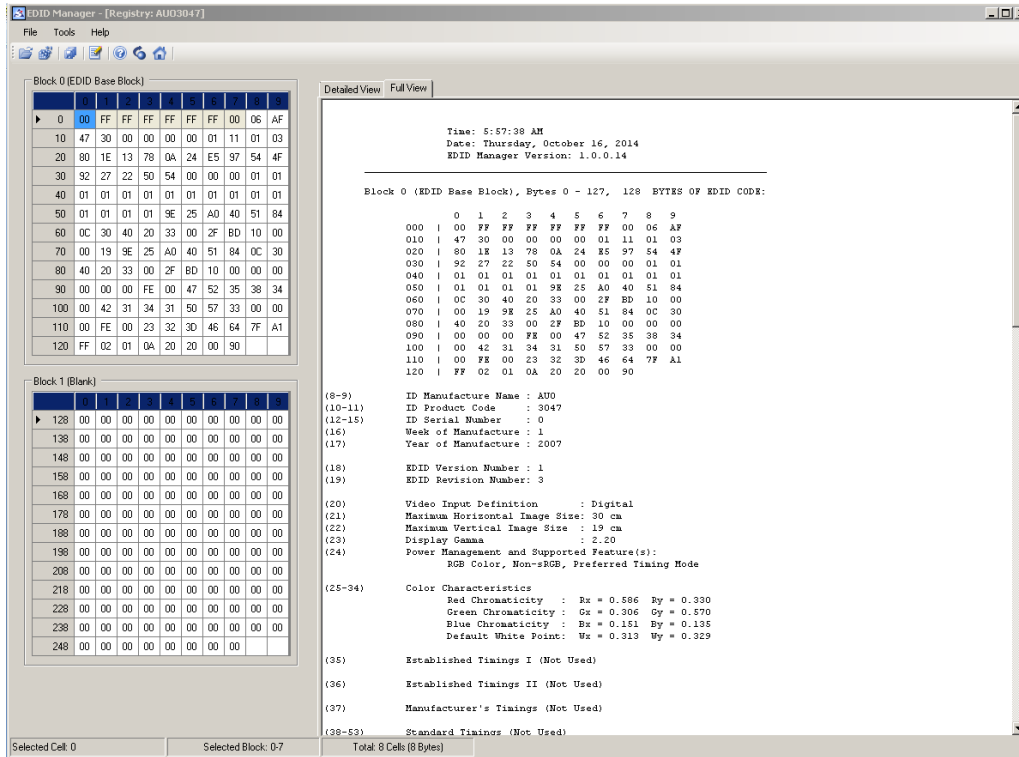 EDID Manager - [Registry: AUO3047]
File Tools Help
Block 0 (EDID Base Block)
0 1 2 3 4 5 6 7 8 9
0 00 FF FF FF FF FF FF 00 06 AF
10 47 30 00 00 00 00 01 11 01 03
20 80 1E 13 78 0A 24 E5 97 54 4F
30 92 27 22 50 54 00 00 00 01 01
40 01 01 01 01 01 01 01 01 01 01
50 01 01 01 01 9E 25 A0 40 51 84
60 0C 30 40 20 33 00 2F BD 10 00
70 00 19 9E 25 A0 40 51 84 0C 30
80 40 20 33 00 2F BD 10 00 00 00
90 00 00 00 FE 00 47 52 35 38 34
100 00 42 31 34 31 50 57 33 00 00
110 00 FE 00 23 32 3D 46 64 7F A1
120 FF 02 01 0A 20 20 00 90
Block 1 (Blank)
0 1 2 3 4 5 6 7 8 9
128 00 00 00 00 00 00 00 00 00 00
138 00 00 00 00 00 00 00 00 00 00
148 00 00 00 00 00 00 00 00 00 00
158 00 00 00 00 00 00 00 00 00 00
168 00 00 00 00 00 00 00 00 00 00
178 00 00 00 00 00 00 00 00 00 00
188 00 00 00 00 00 00 00 00 00 00
198 00 00 00 00 00 00 00 00 00 00
208 00 00 00 00 00 00 00 00 00 00
218 00 00 00 00 00 00 00 00 00 00
228 00 00 00 00 00 00 00 00 00 00
238 00 00 00 00 00 00 00 00 00 00
248 00 00 00 00 00 00 00 00
Detailed View Full View
Time: 5:57:38 AM
Date: Thursday, October 16, 2014
EDID Manager Version: 1.0.0.14
Block 0 (EDID Base Block), Bytes 0 - 127, 128 BYTES OF EDID CODE:
0 1 2 3 4 5 6 7 8 9
000 | 00 FF FF FF FF FF FF 00 06 AF
010 | 47 30 00 00 00 00 01 11 01 03
020 | 80 1E 13 78 0A 24 E5 97 54 4F
030 | 92 27 22 50 54 00 00 00 01 01
040 | 01 01 01 01 01 01 01 01 01 01
050 | 01 01 01 01 9E 25 A0 40 51 84
060 | 0C 30 40 20 33 00 2F BD 10 00
070 | 00 19 9E 25 A0 40 51 84 0C 30
080 | 40 20 33 00 2F BD 10 00 00 00
090 | 00 00 00 FE 00 47 52 35 38 34
100 | 00 42 31 34 31 50 57 33 00 00
110 | 00 FE 00 23 32 3D 46 64 7F A1
120 | FF 02 01 0A 20 20 00 90
(8-9) ID Manufacture Name : AUO
(10-11) ID Product Code : 3047
(12-15) ID Serial Number : 0
(16) Week of Manufacture : 1
(17) Year of Manufacture : 2007
(18) EDID Version Number : 1
(19) EDID Revision Number: 3
(20) Video Input Definition : Digital
(21) Maximum Horizontal Image Size: 30 cm
(22) Maximum Vertical Image Size : 19 cm
(23) Display Gamma : 2.20
(24) Power Management and Supported Feature(s):
RGB Color, Non-sRGB, Preferred Timing Mode
(25-34) Color Characteristics
Red Chromaticity : Rx = 0.586 Ry = 0.330
Green Chromaticity : Gx = 0.306 Gy = 0.570
Blue Chromaticity : Bx = 0.151 By = 0.135
Default White Point: Wx = 0.313 Wy = 0.329
(35) Established Timings I (Not Used)
(36) Established Timings II (Not Used)
(37) Manufacturer's Timings (Not Used)
(38-53) Standard Timings (Not Used)
Selected Cell: 0 Selected Block: 0-7 Total: 8 Cells (8 Bytes)